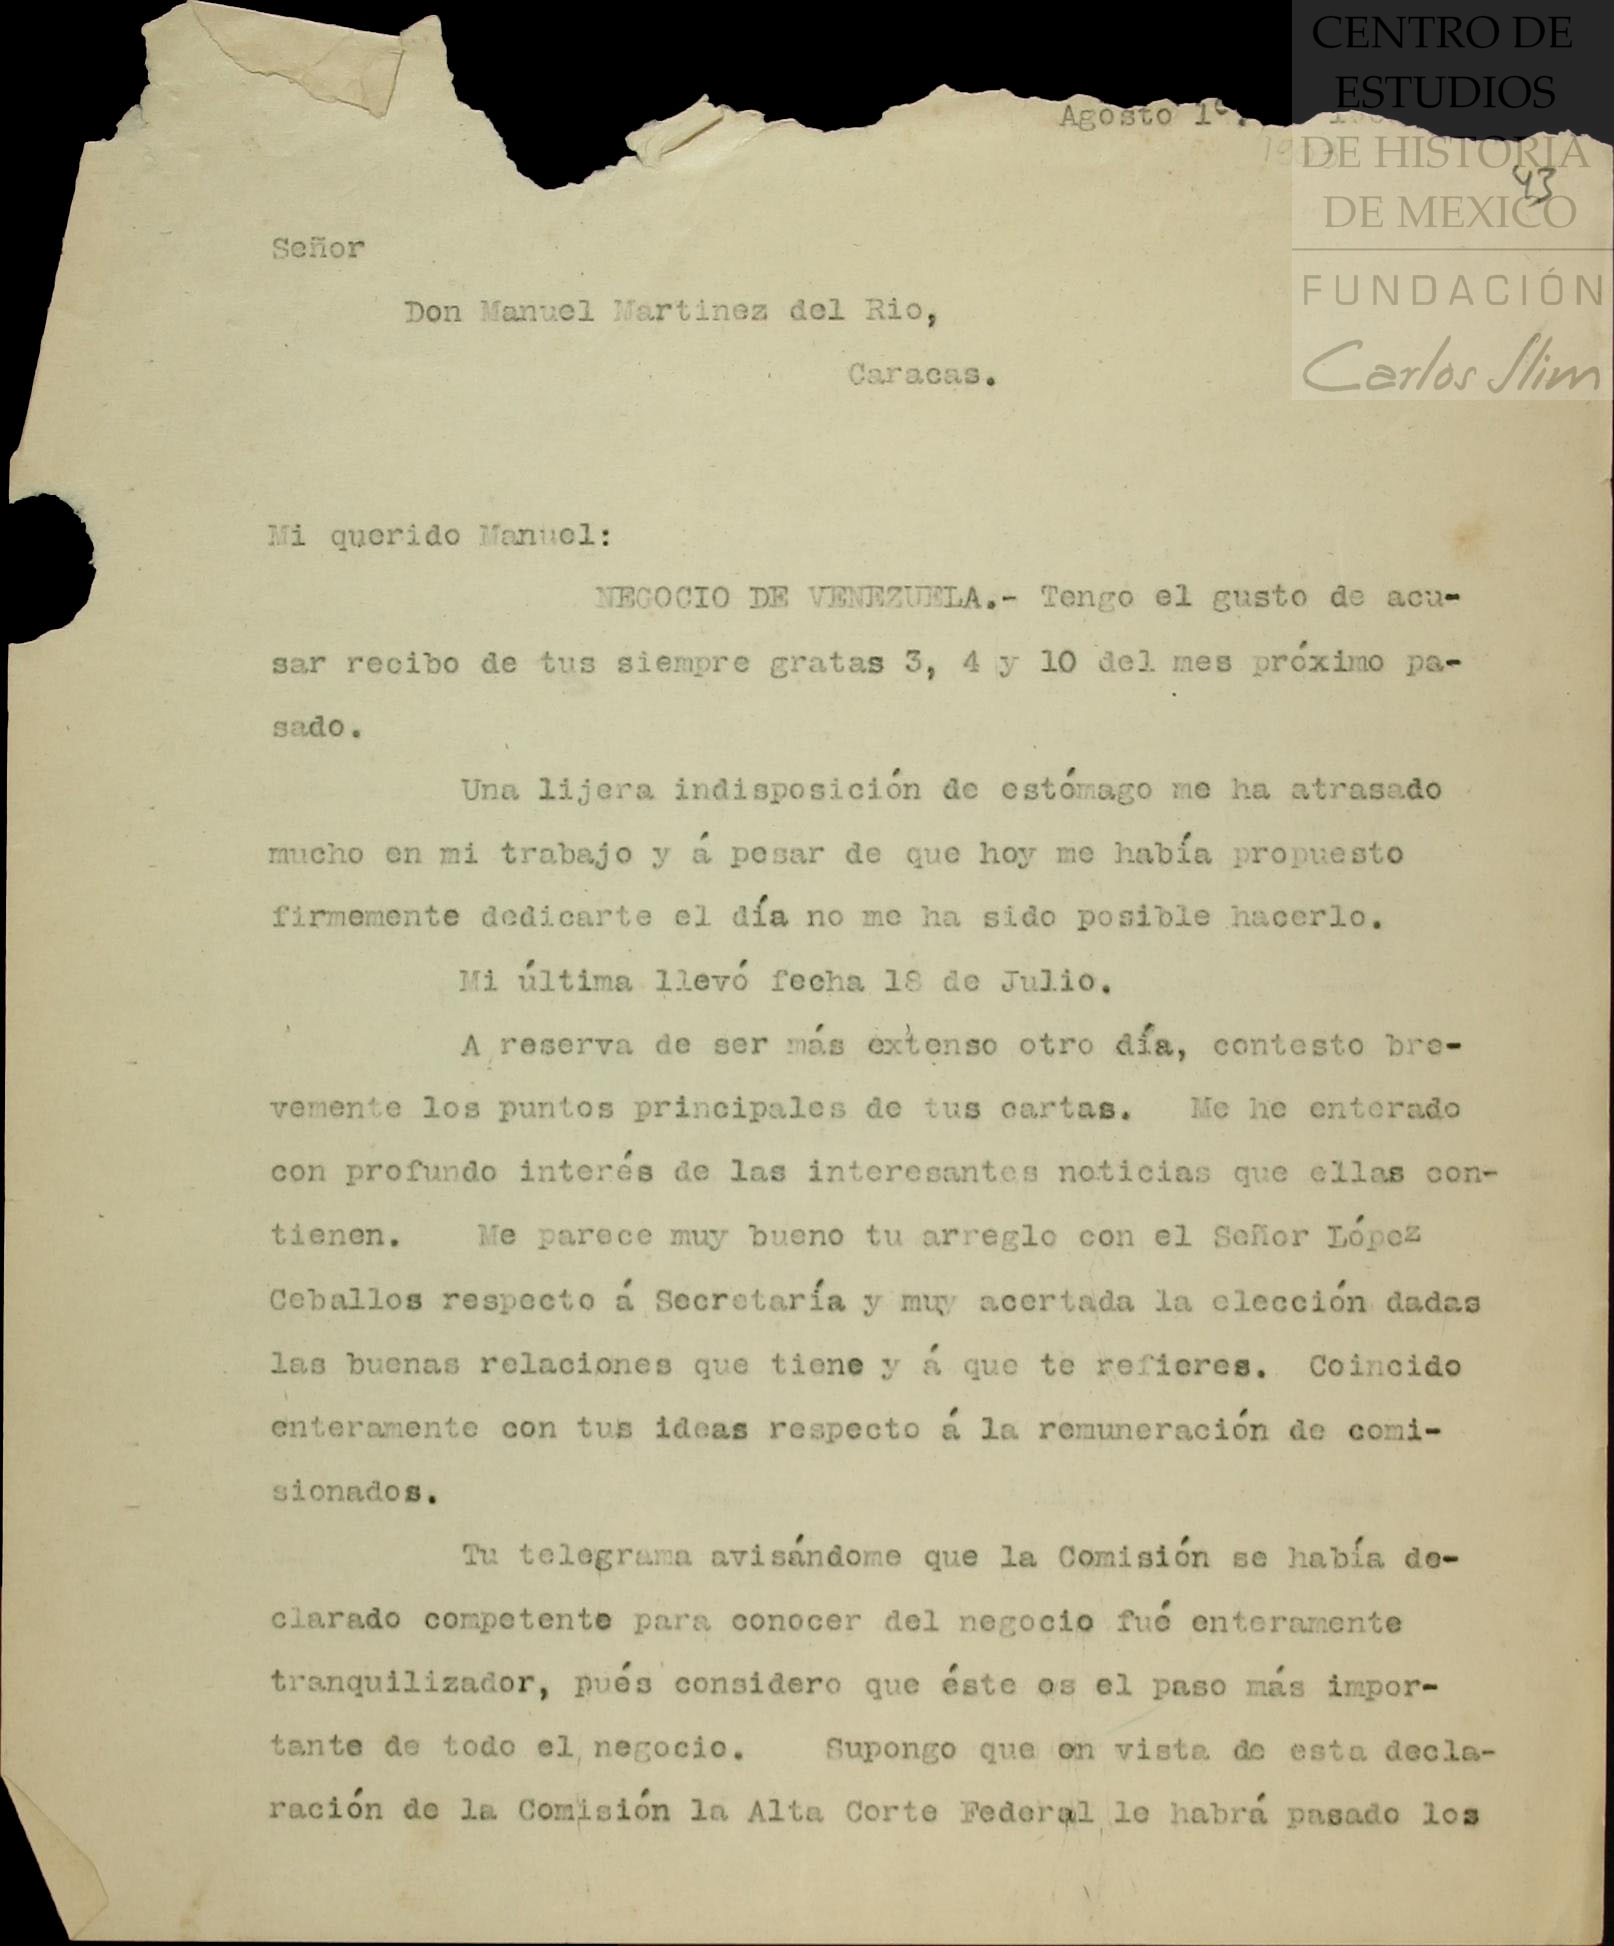 CENTRO DE
ESTUDIOS
DE HISTORIA
DE MEXICO
FUNDACIÓN
Carlos Slim
Agosto 1º.
43
Señor
Don Manuel Martinez del Rio,
Caracas.
Mi querido Manuel:
NEGOCIO DE VENEZUELA.- Tengo el gusto de acu-
sar recibo de tus siempre gratas 3, 4 y 10 del mes próximo pa-
sado.
Una lijera indisposición de estómago me ha atrasado
mucho en mi trabajo y á pesar de que hoy me había propuesto
firmemente dedicarte el día no me ha sido posible hacerlo.
Mi última llevó fecha 18 de Julio.
A reserva de ser más extenso otro día, contesto bre-
vemente los puntos principales de tus cartas. Me he enterado
con profundo interés de las interesantes noticias que ellas con-
tienen. Me parece muy bueno tu arreglo con el Señor López
Ceballos respecto á Secretaría y muy acertada la elección dadas
las buenas relaciones que tiene y á que te refieres. Coincido
enteramente con tus ideas respecto á la remuneración de comi-
sionados.
Tu telegrama avisándome que la Comisión se había de-
clarado competente para conocer del negocio fué enteramente
tranquilizador, pués considero que éste es el paso más impor-
tante de todo el negocio. Supongo que en vista de esta decla-
ración de la Comisión la Alta Corte Federal le habrá pasado los